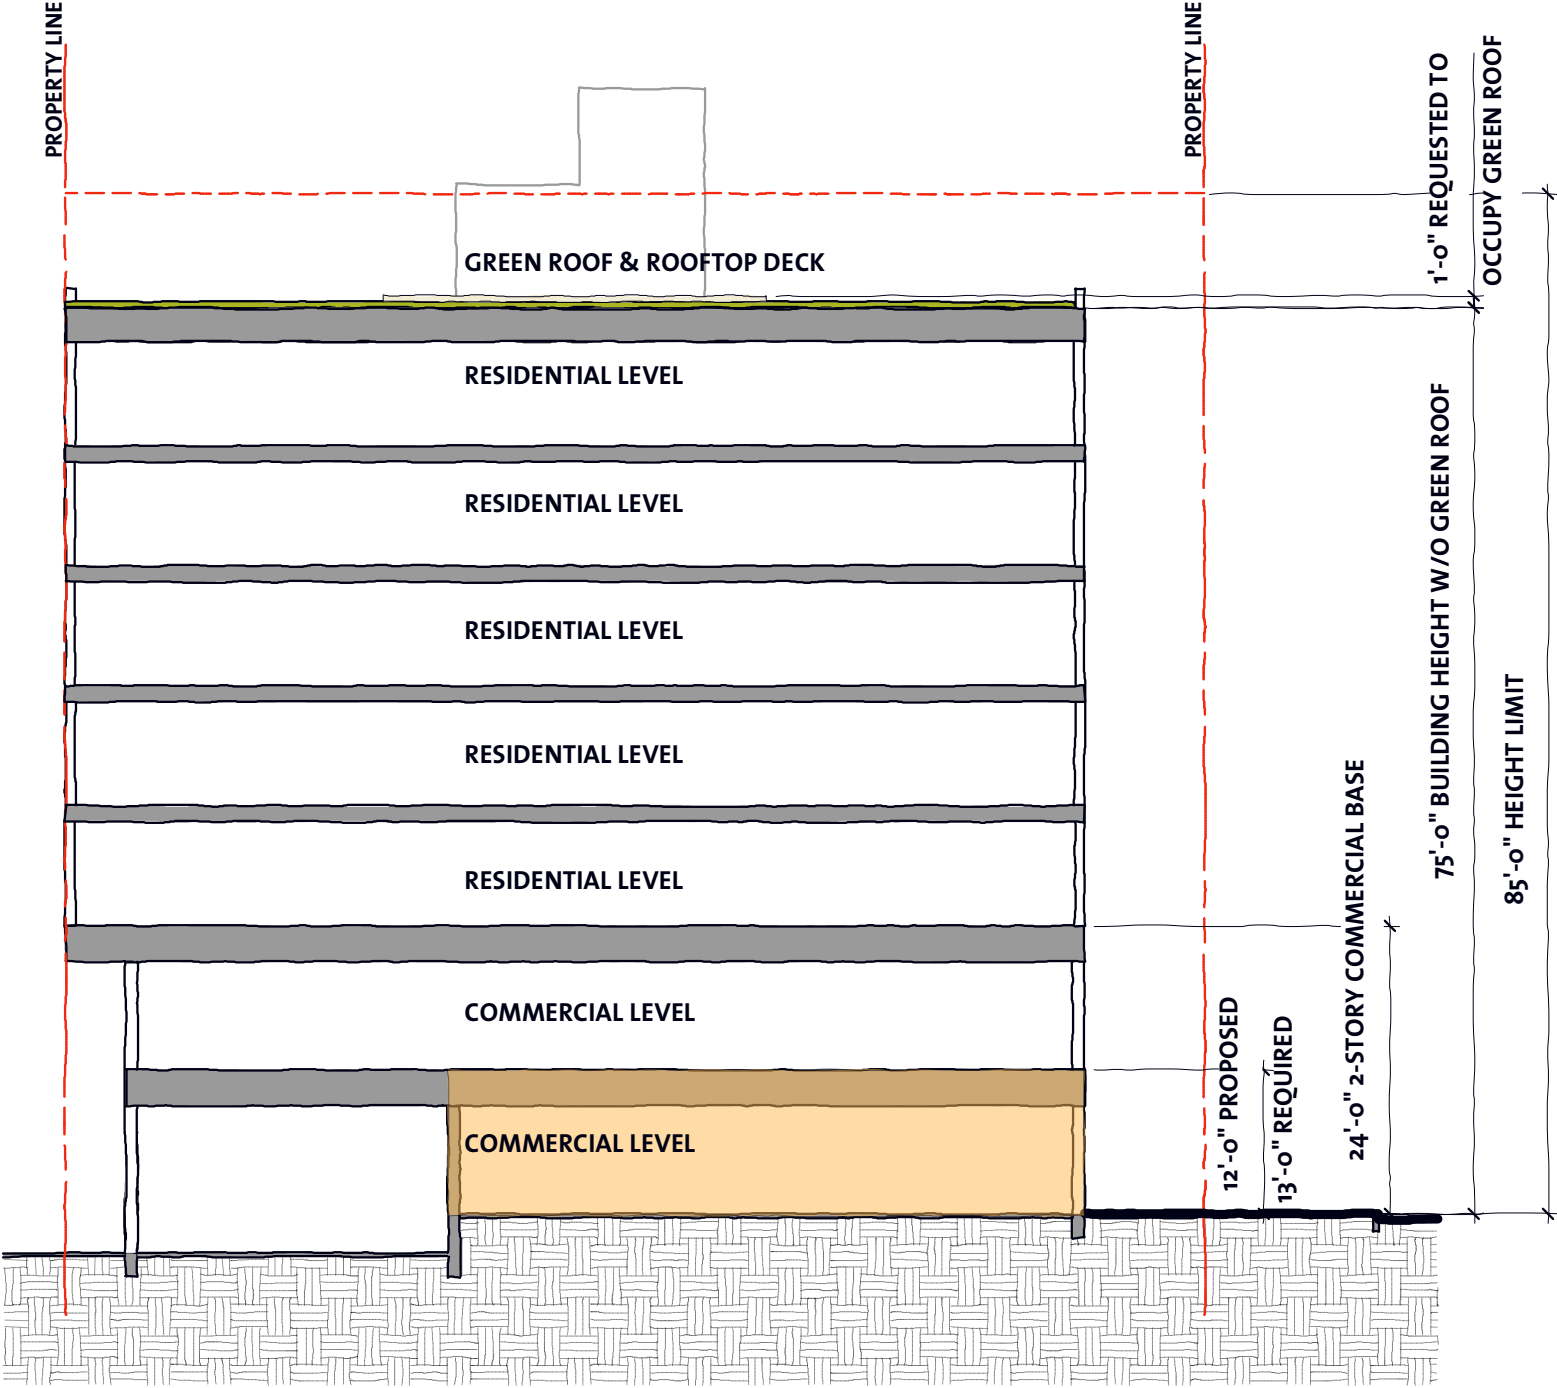 PROPERTY LINE
PROPERTY LINE
1'-0" REQUESTED TO
OCCUPY GREEN ROOF
GREEN ROOF & ROOFTOP DECK
RESIDENTIAL LEVEL
RESIDENTIAL LEVEL
RESIDENTIAL LEVEL
RESIDENTIAL LEVEL
RESIDENTIAL LEVEL
COMMERCIAL LEVEL
COMMERCIAL LEVEL
12'-0" PROPOSED
13'-0" REQUIRED
24'-0" 2-STORY COMMERCIAL BASE
75'-0" BUILDING HEIGHT W/O GREEN ROOF
85'-0" HEIGHT LIMIT